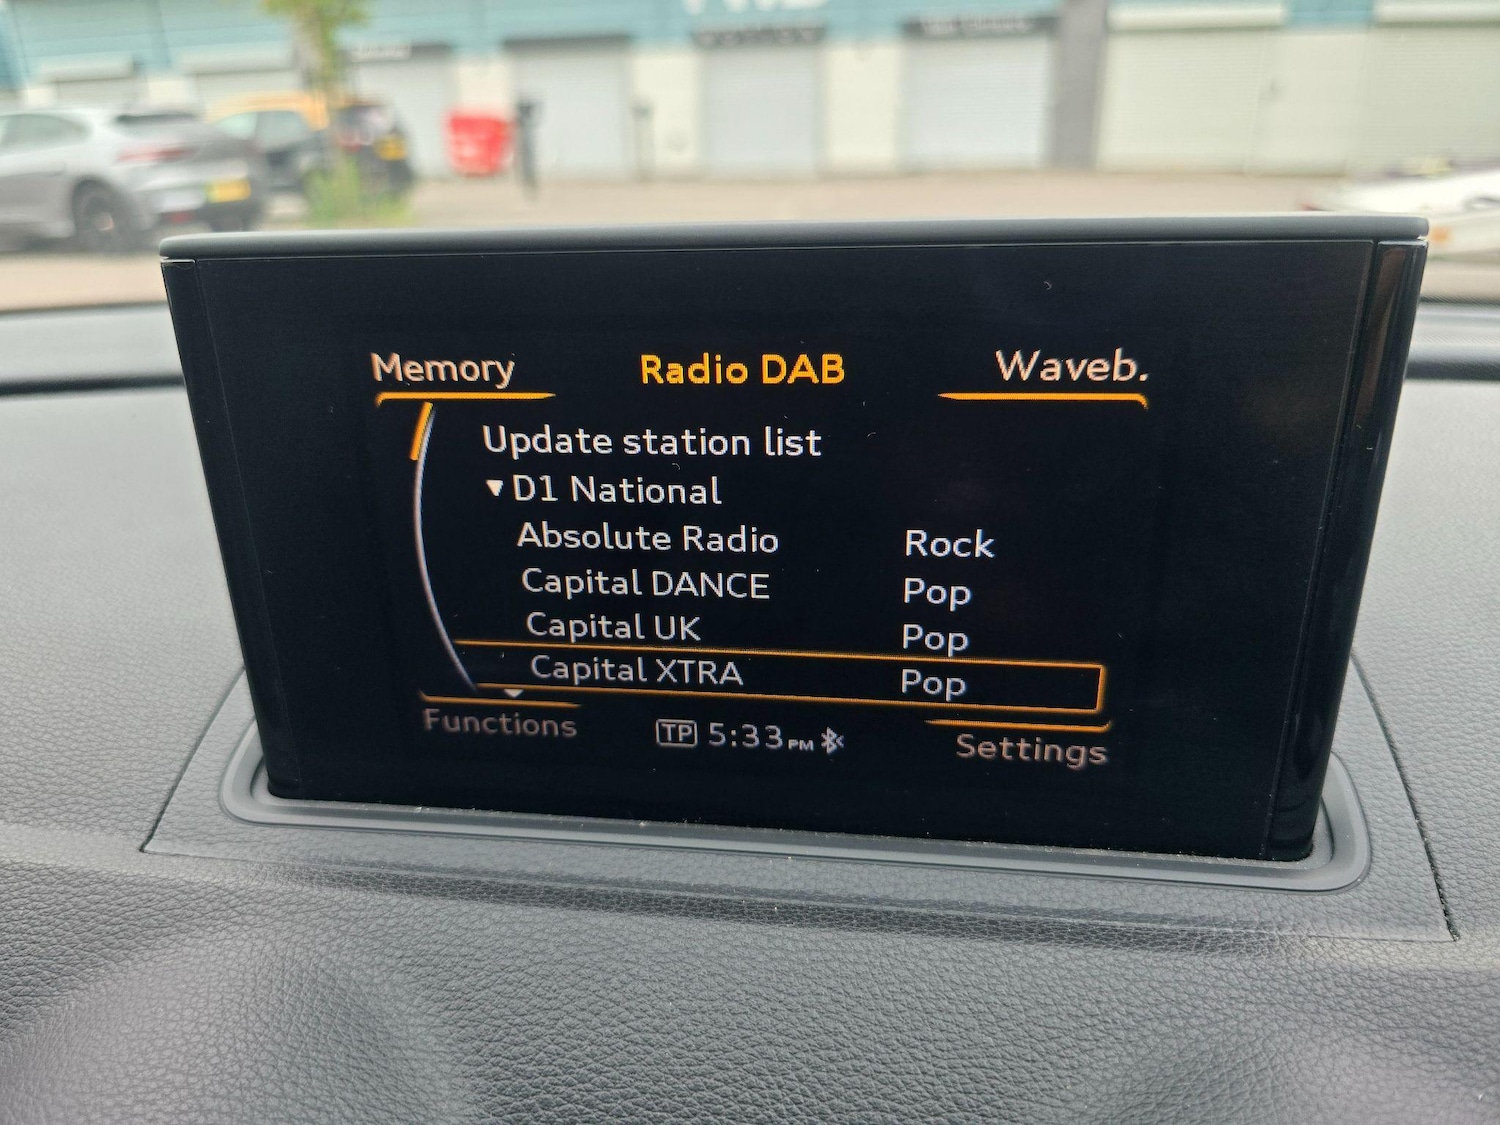 Memory Radio DAB Waveb.
Update station list
D1 National
Absolute Radio Rock
Capital DANCE Pop
Capital UK Pop
Capital XTRA Pop
Functions TP 5:33 PM Settings